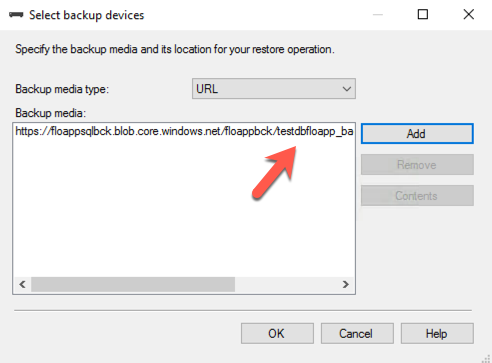 Select backup devices
Specify the backup media and its location for your restore operation.
Backup media type:
URL
Backup media:
https://floappsqlbck.blob.core.windows.net/floappbck/testdbfloapp_ba
Add
Remove
Contents
OK
Cancel
Help